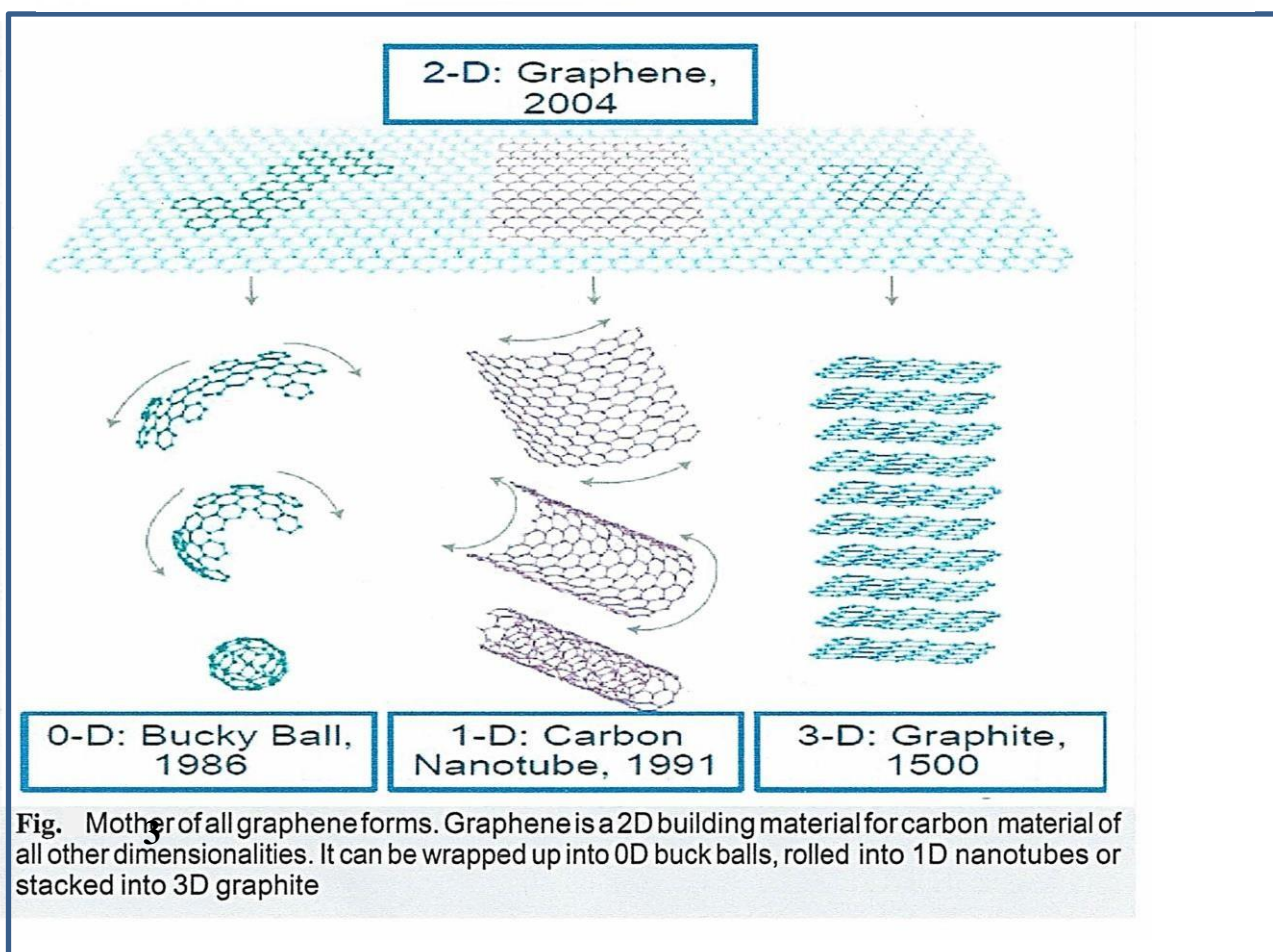 2-D: Graphene,
2004
0-D: Bucky Ball,
1986
1-D: Carbon
Nanotube, 1991
3-D: Graphite,
1500
Fig. 3 Mother of all graphene forms. Graphene is a 2D building material for carbon material of
all other dimensionalities. It can be wrapped up into 0D buck balls, rolled into 1D nanotubes or
stacked into 3D graphite